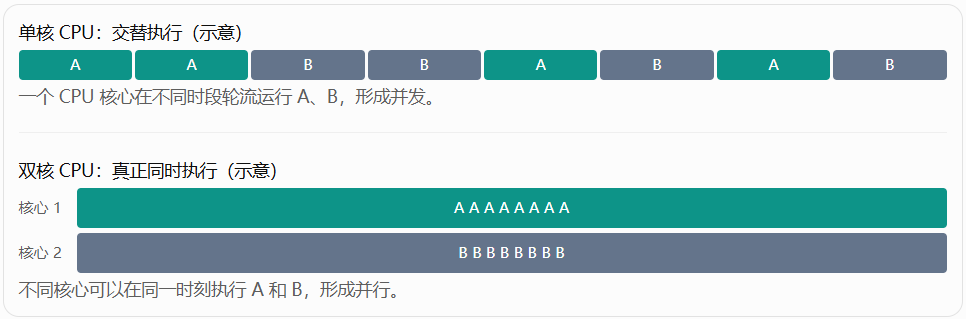 单核 CPU：交替执行（示意）
A A B B A B A B
一个 CPU 核心在不同时段轮流运行 A、B，形成并发。
双核 CPU：真正同时执行（示意）
核心 1 A A A A A A A A
核心 2 B B B B B B B B
不同核心可以在同一时刻执行 A 和 B，形成并行。